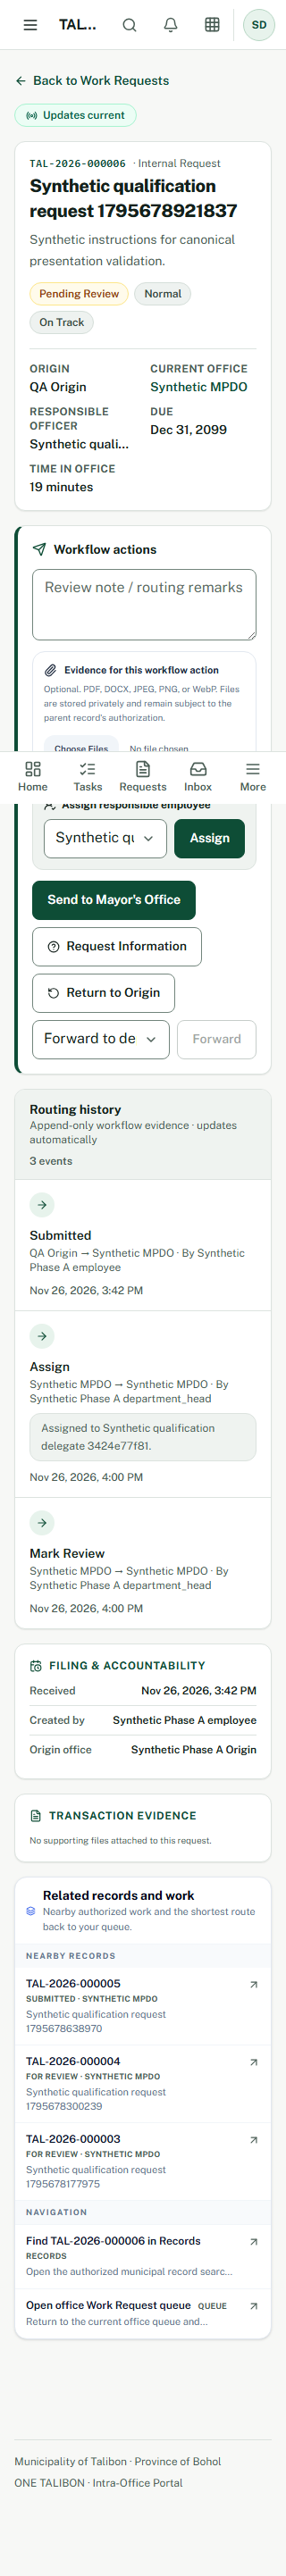 TAL...
SD
Back to Work Requests
Updates current
TAL-2026-000006 · Internal Request
Synthetic qualification
request 1795678921837
Synthetic instructions for canonical
presentation validation.
Pending Review
Normal
On Track
ORIGIN
QA Origin
CURRENT OFFICE
Synthetic MPDO
RESPONSIBLE
OFFICER
Synthetic quali...
DUE
Dec 31, 2099
TIME IN OFFICE
19 minutes
Workflow actions
Review note / routing remarks
Evidence for this workflow action
Optional. PDF, DOCX, JPEG, PNG, or WebP. Files
are stored privately and remain subject to the
parent record's authorization.
Choose Files
No file chosen
Home
Tasks
Requests
Inbox
More
Assign responsible employee
Synthetic qu
Assign
Send to Mayor's Office
Request Information
Return to Origin
Forward to de
Forward
Routing history
Append-only workflow evidence · updates
automatically
3 events
Submitted
QA Origin → Synthetic MPDO · By Synthetic
Phase A employee
Nov 26, 2026, 3:42 PM
Assign
Synthetic MPDO → Synthetic MPDO · By
Synthetic Phase A department_head
Assigned to Synthetic qualification
delegate 3424e77f81.
Nov 26, 2026, 4:00 PM
Mark Review
Synthetic MPDO → Synthetic MPDO · By
Synthetic Phase A department_head
Nov 26, 2026, 4:00 PM
FILING & ACCOUNTABILITY
Received
Nov 26, 2026, 3:42 PM
Created by
Synthetic Phase A employee
Origin office
Synthetic Phase A Origin
TRANSACTION EVIDENCE
No supporting files attached to this request.
Related records and work
Nearby authorized work and the shortest route
back to your queue.
NEARBY RECORDS
TAL-2026-000005
SUBMITTED · SYNTHETIC MPDO
Synthetic qualification request
1795678638970
TAL-2026-000004
FOR REVIEW · SYNTHETIC MPDO
Synthetic qualification request
1795678300239
TAL-2026-000003
FOR REVIEW · SYNTHETIC MPDO
Synthetic qualification request
1795678177975
NAVIGATION
Find TAL-2026-000006 in Records
RECORDS
Open the authorized municipal record searc...
Open office Work Request queue QUEUE
Return to the current office queue and...
Municipality of Talibon · Province of Bohol
ONE TALIBON · Intra-Office Portal